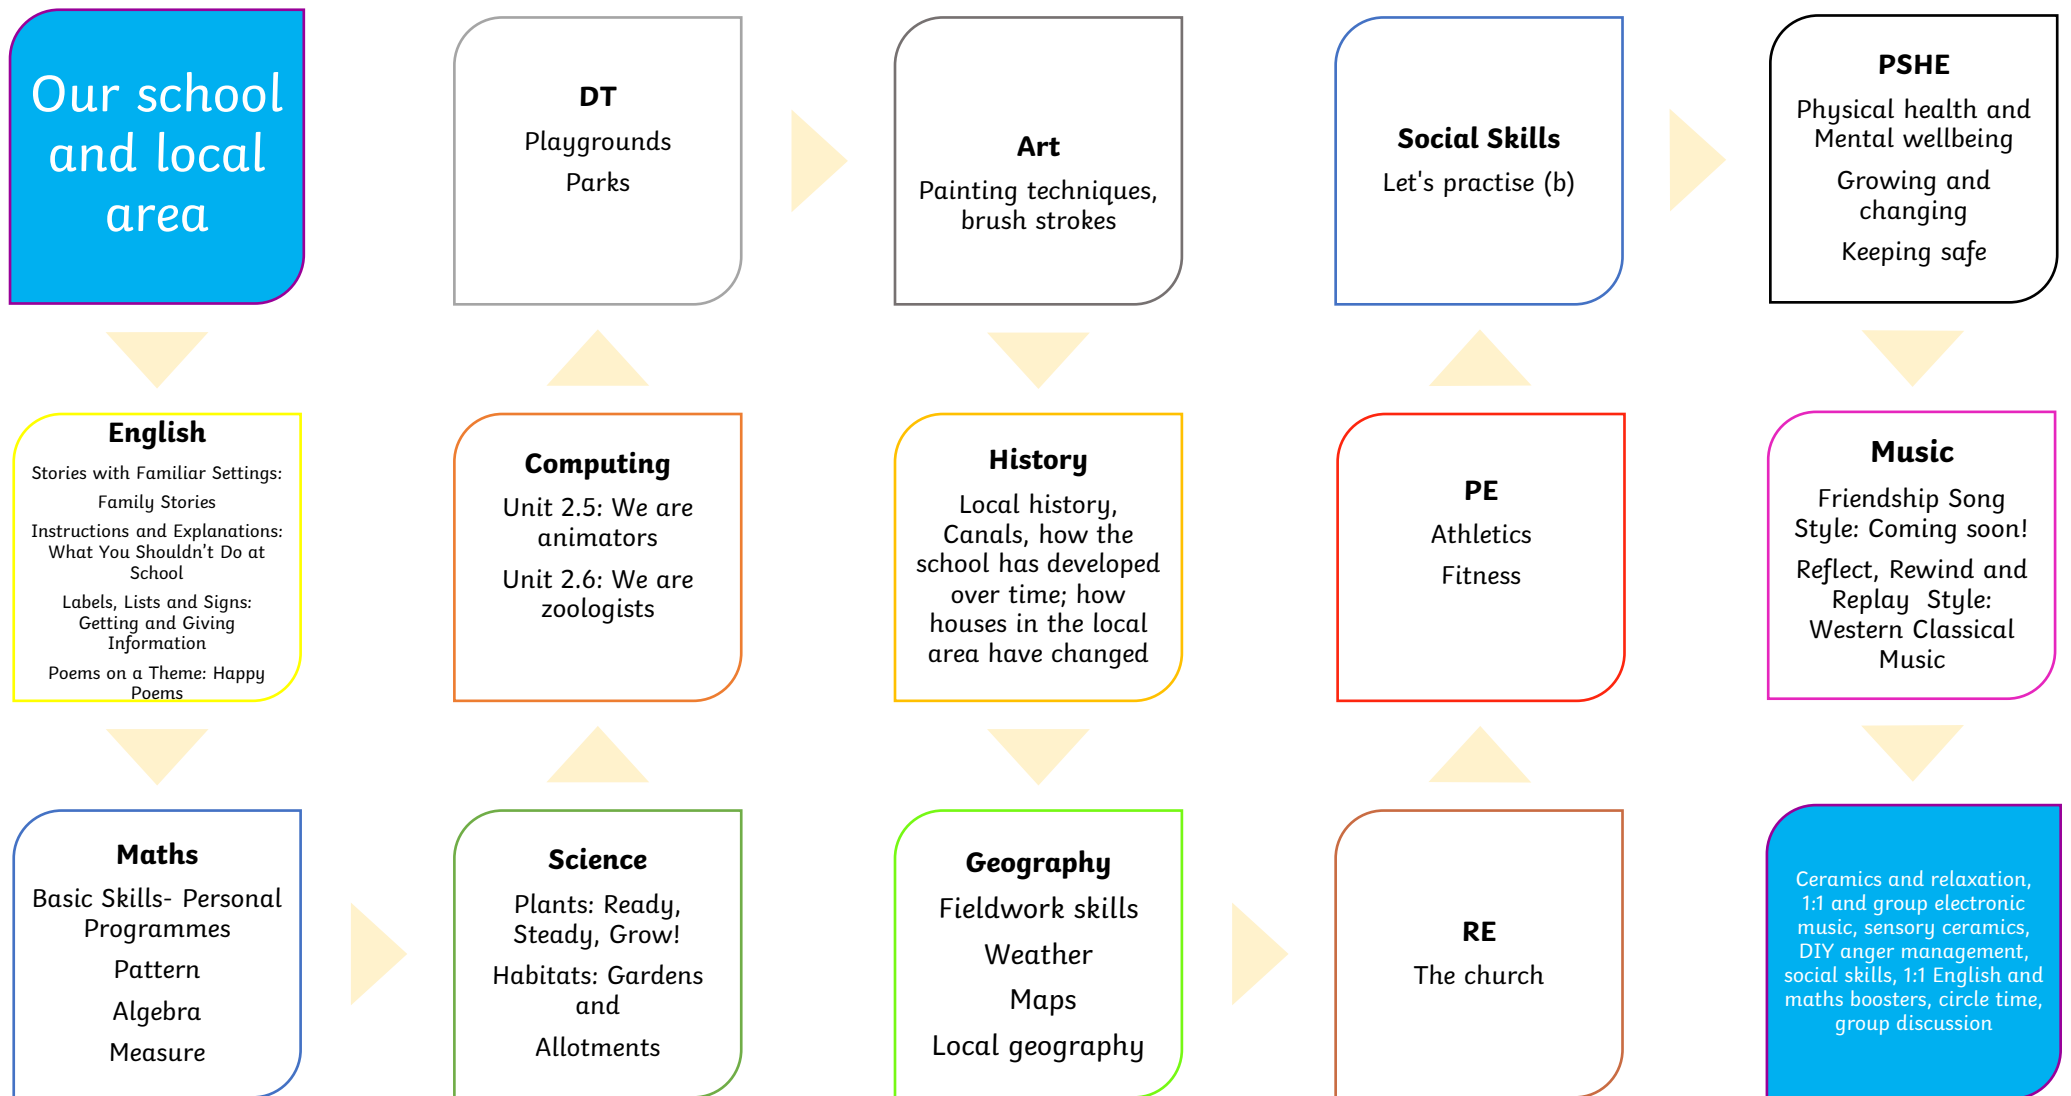 Our school
and local
area
English
Stories with Familiar Settings:
Family Stories
Instructions and Explanations:
What You Shouldn't Do at
School
Labels, Lists and Signs:
Getting and Giving
Information
Poems on a Theme: Happy
Poems
Maths
Basic Skills- Personal
Programmes
Pattern
Algebra
Measure
Science
Plants: Ready,
Steady, Grow!
Habitats: Gardens
and
Allotments
Computing
Unit 2.5: We are
animators
Unit 2.6: We are
zoologists
DT
Playgrounds
Parks
Art
Painting techniques,
brush strokes
History
Local history,
Canals, how the
school has developed
over time; how
houses in the local
area have changed
Geography
Fieldwork skills
Weather
Maps
Local geography
RE
The church
PE
Athletics
Fitness
Social Skills
Let's practise (b)
PSHE
Physical health and
Mental wellbeing
Growing and
changing
Keeping safe
Music
Friendship Song
Style: Coming soon!
Reflect, Rewind and
Replay  Style:
Western Classical
Music
Ceramics and relaxation,
1:1 and group electronic
music, sensory ceramics,
DIY anger management,
social skills, 1:1 English and
maths boosters, circle time,
group discussion